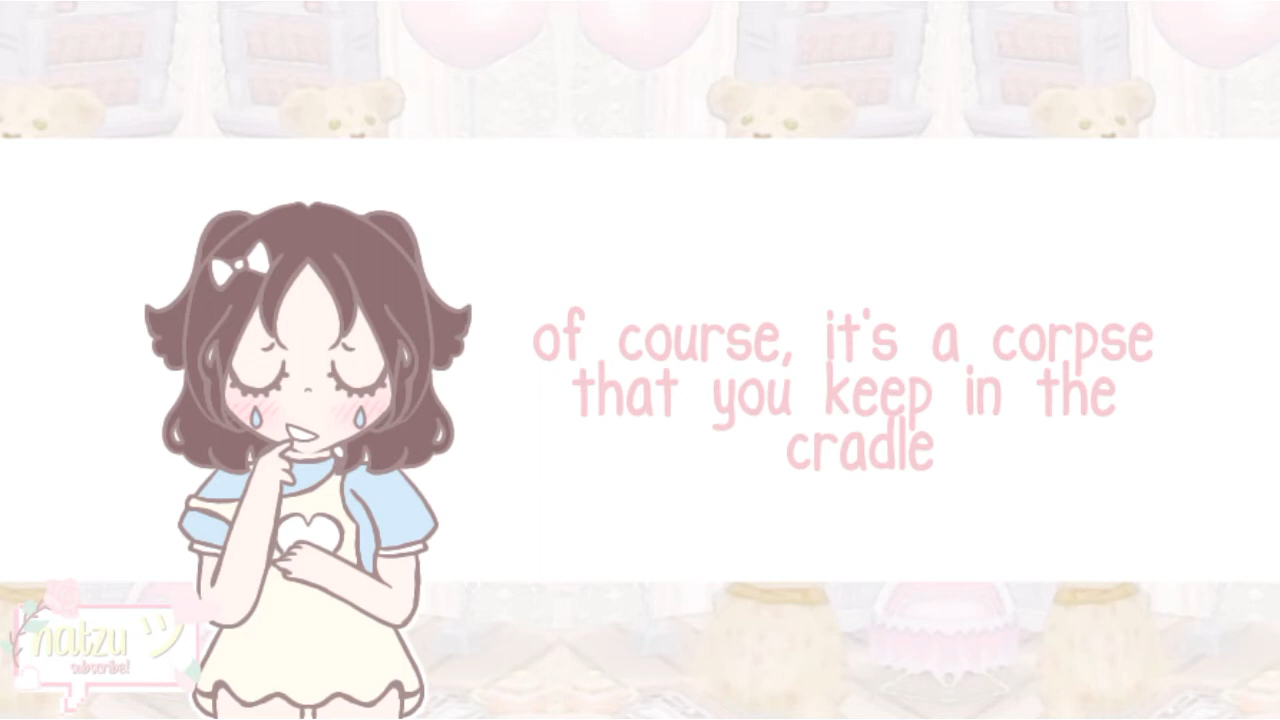 of course, it's a corpse
that you keep in the
cradle
natzu ツ
subscribe!